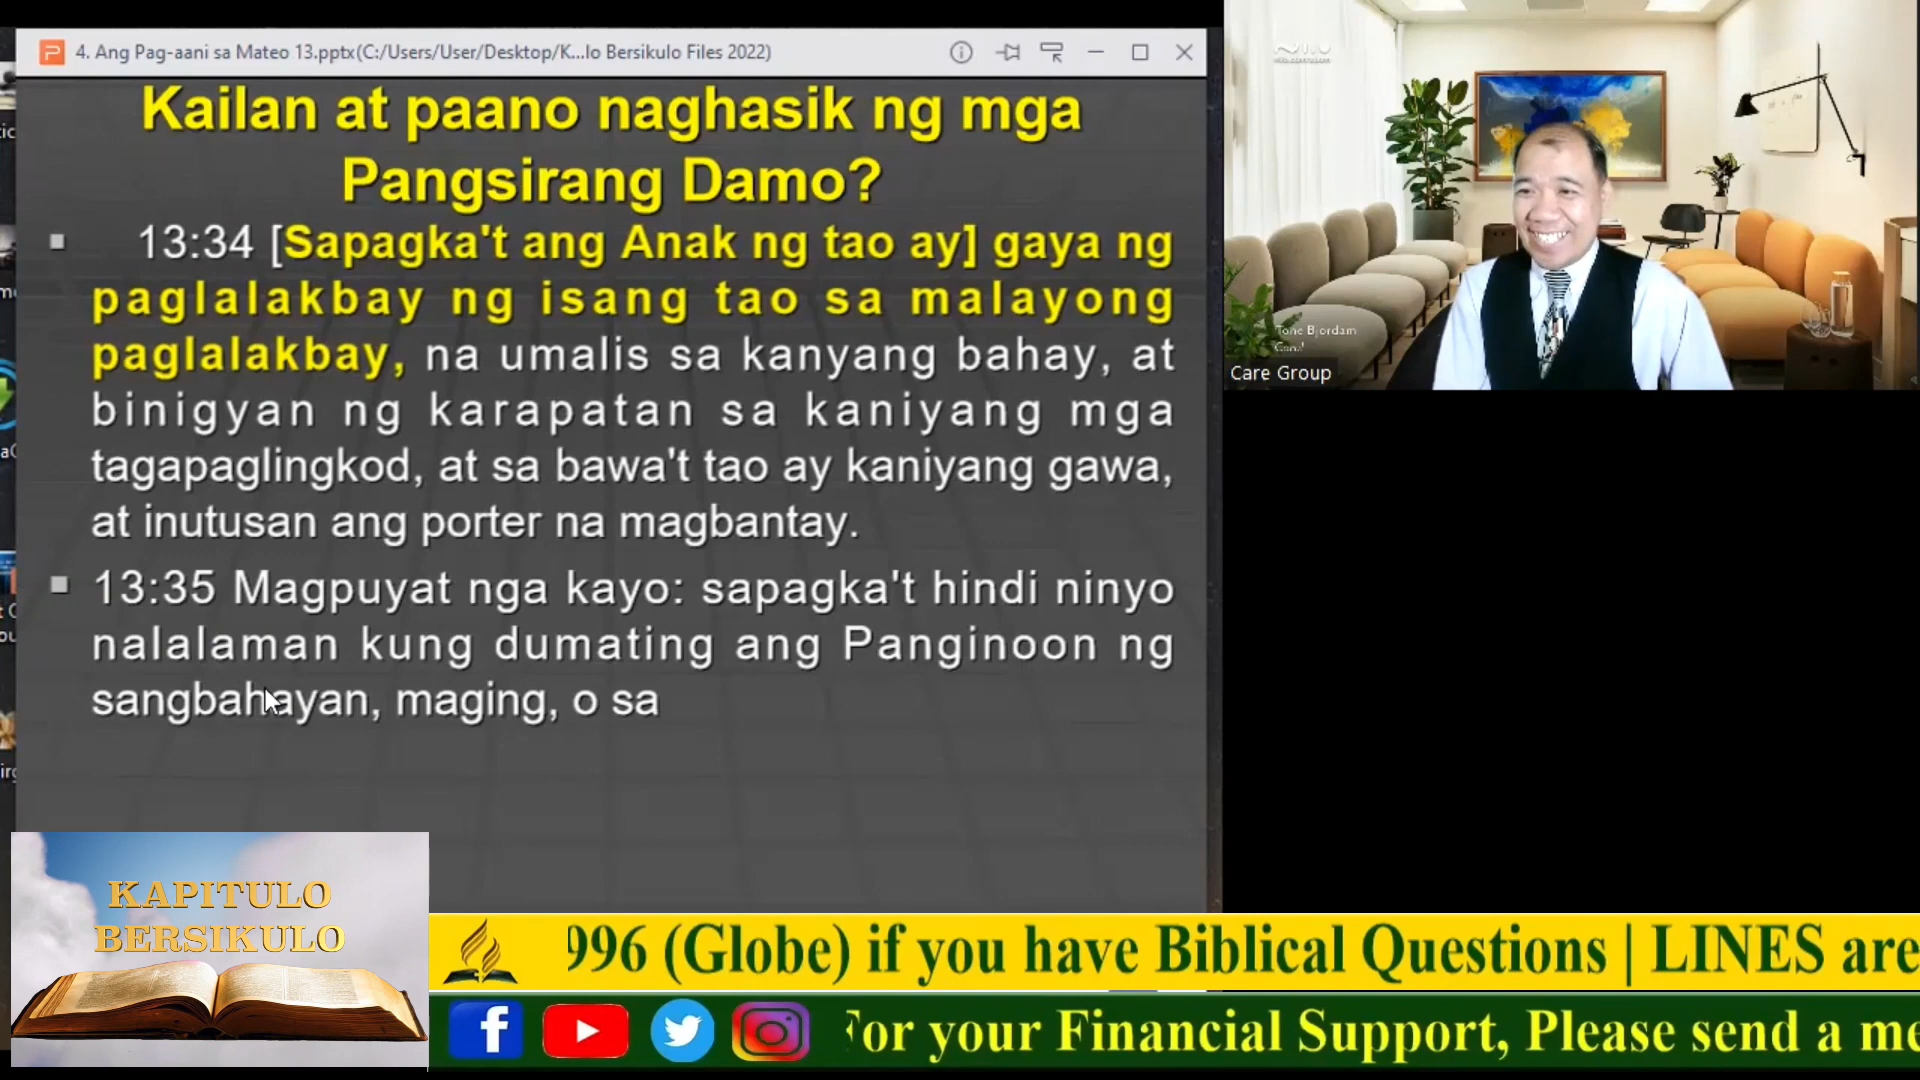 4. Ang Pag-aani sa Mateo 13.pptx(C:/Users/User/Desktop/K...lo Bersikulo Files 2022)
Kailan at paano naghasik ng mga
Pangsirang Damo?
13:34 [Sapagka't ang Anak ng tao ay] gaya ng
paglalakbay ng isang tao sa malayong
paglalakbay, na umalis sa kanyang bahay, at
binigyan ng karapatan sa kaniyang mga
tagapaglingkod, at sa bawa't tao ay kaniyang gawa,
at inutusan ang porter na magbantay.
13:35 Magpuyat nga kayo: sapagka't hindi ninyo
nalalaman kung dumating ang Panginoon ng
sangbahayan, maging, o sa
Tone Bjordam
Care Group
KAPITULO
BERSIKULO
996 (Globe) if you have Biblical Questions | LINES are
For your Financial Support, Please send a me